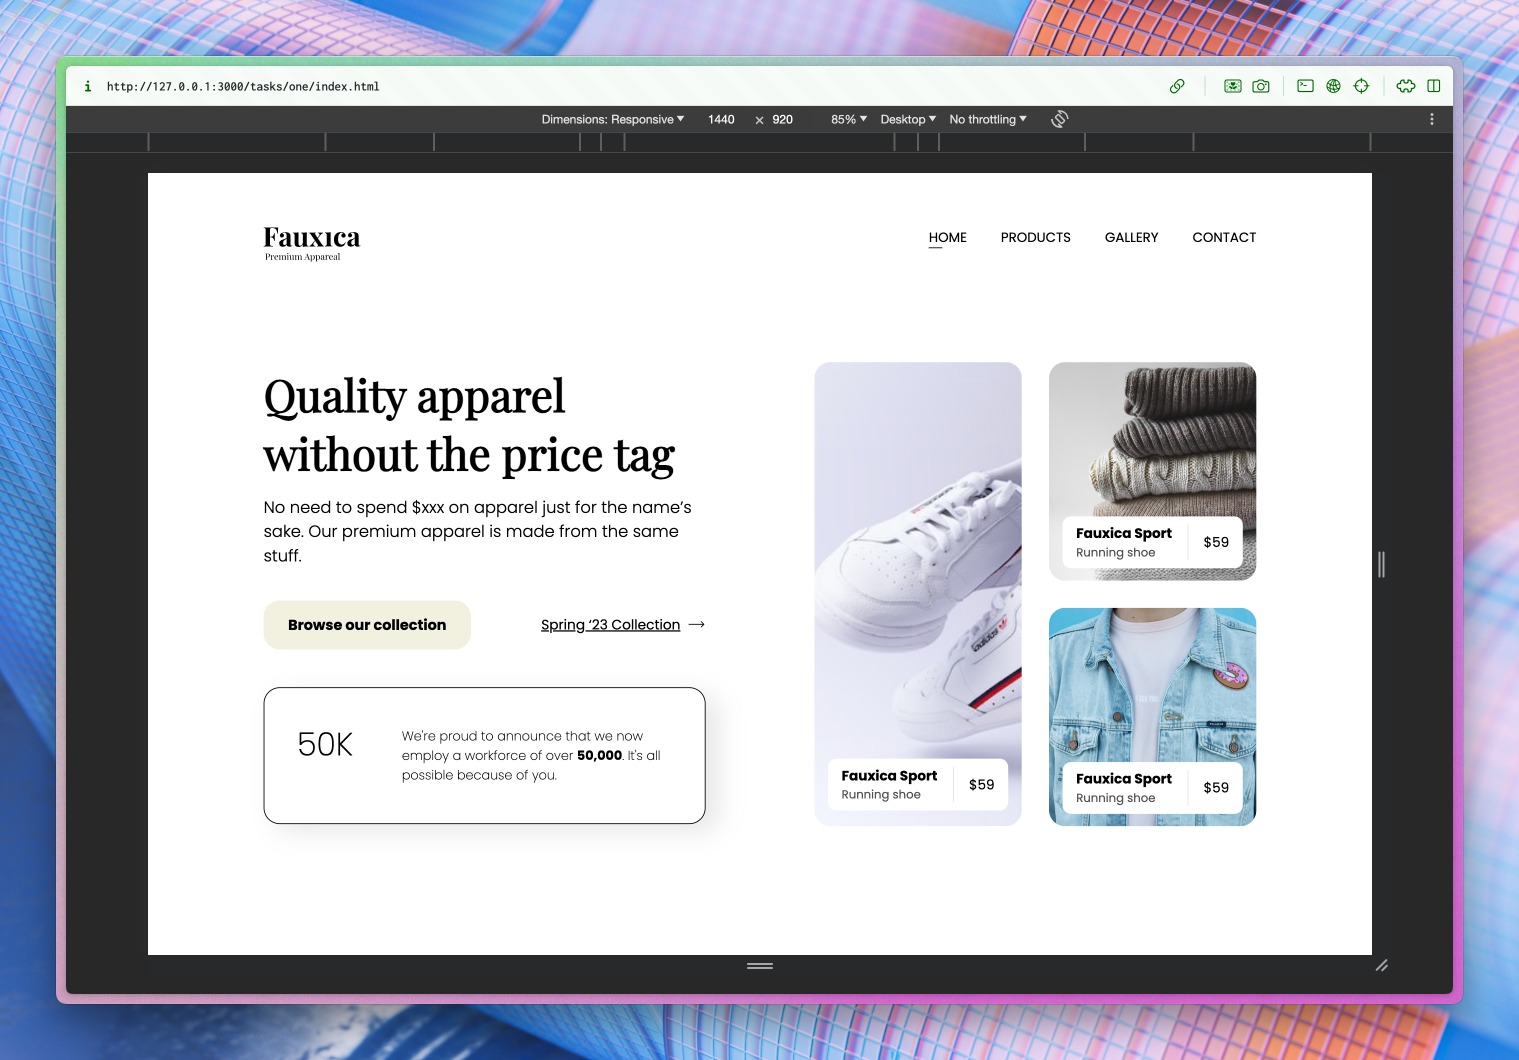 i http://127.0.0.1:3000/tasks/one/index.html
Dimensions: Responsive ▼ 1440 × 920 85% ▼ Desktop ▼ No throttling ▼
Fauxıca
Premium Appareal
HOME PRODUCTS GALLERY CONTACT
Quality apparel
without the price tag
No need to spend $xxx on apparel just for the name’s
sake. Our premium apparel is made from the same
stuff.
Browse our collection
Spring ‘23 Collection →
50K
We're proud to announce that we now
employ a workforce of over 50,000. It's all
possible because of you.
adidas
Fauxica Sport
Running shoe
$59
Fauxica Sport
Running shoe
$59
Fauxica Sport
Running shoe
$59